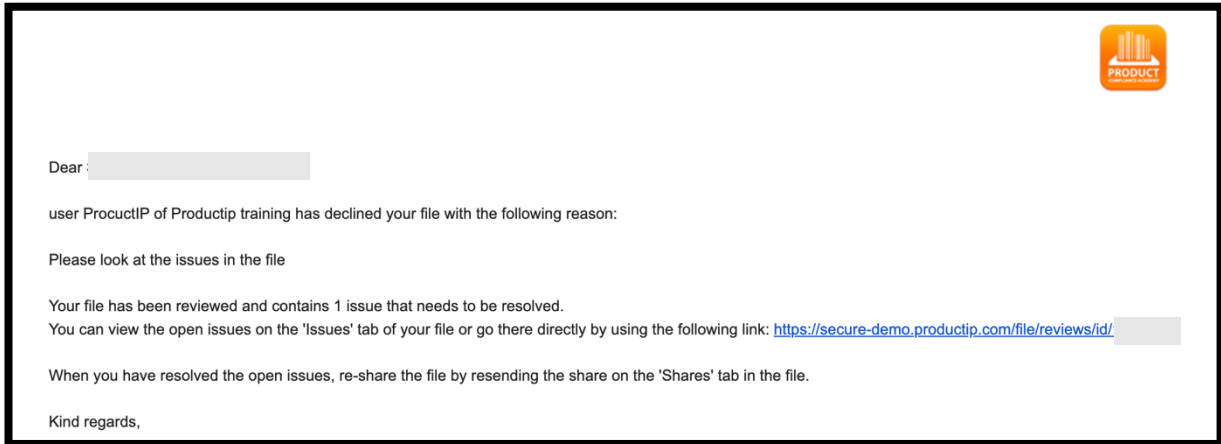 PRODUCT
COMPLIANCE ACADEMY
Dear
user ProcuctIP of Productip training has declined your file with the following reason:
Please look at the issues in the file
Your file has been reviewed and contains 1 issue that needs to be resolved.
You can view the open issues on the 'Issues' tab of your file or go there directly by using the following link: https://secure-demo.productip.com/file/reviews/id/
When you have resolved the open issues, re-share the file by resending the share on the 'Shares' tab in the file.
Kind regards,